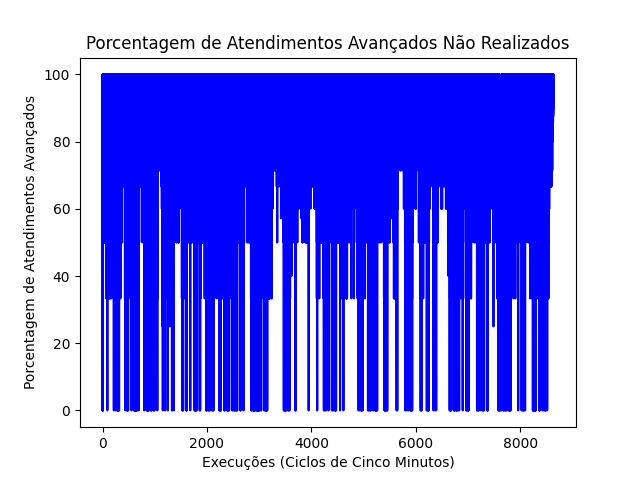 Porcentagem de Atendimentos Avançados Não Realizados
Porcentagem de Atendimentos Avançados
100
80
60
40
20
0
0 2000 4000 6000 8000
Execuções (Ciclos de Cinco Minutos)